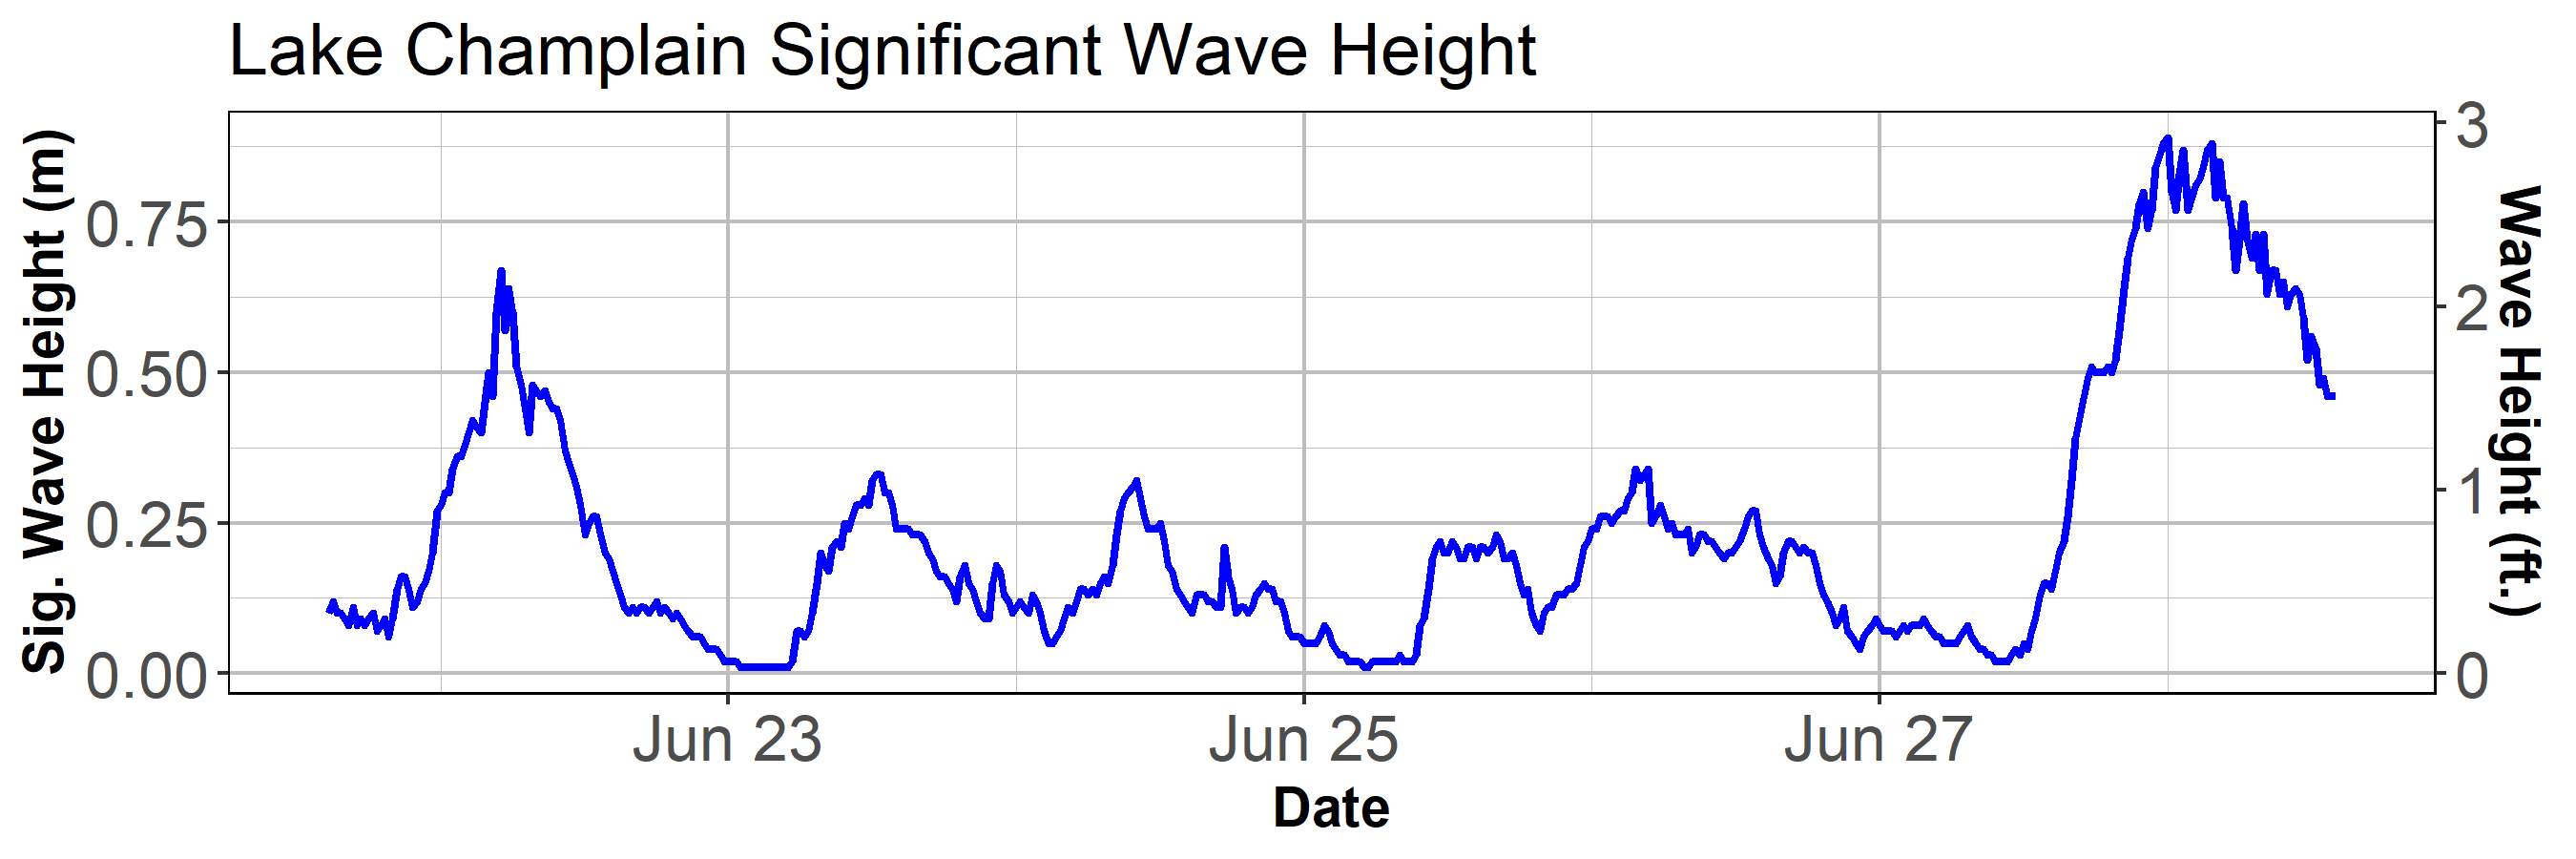 Lake Champlain Significant Wave Height
Sig. Wave Height (m)
0.75
0.50
0.25
0.00
3
2
1
0
Wave Height (ft.)
Jun 23
Jun 25
Jun 27
Date